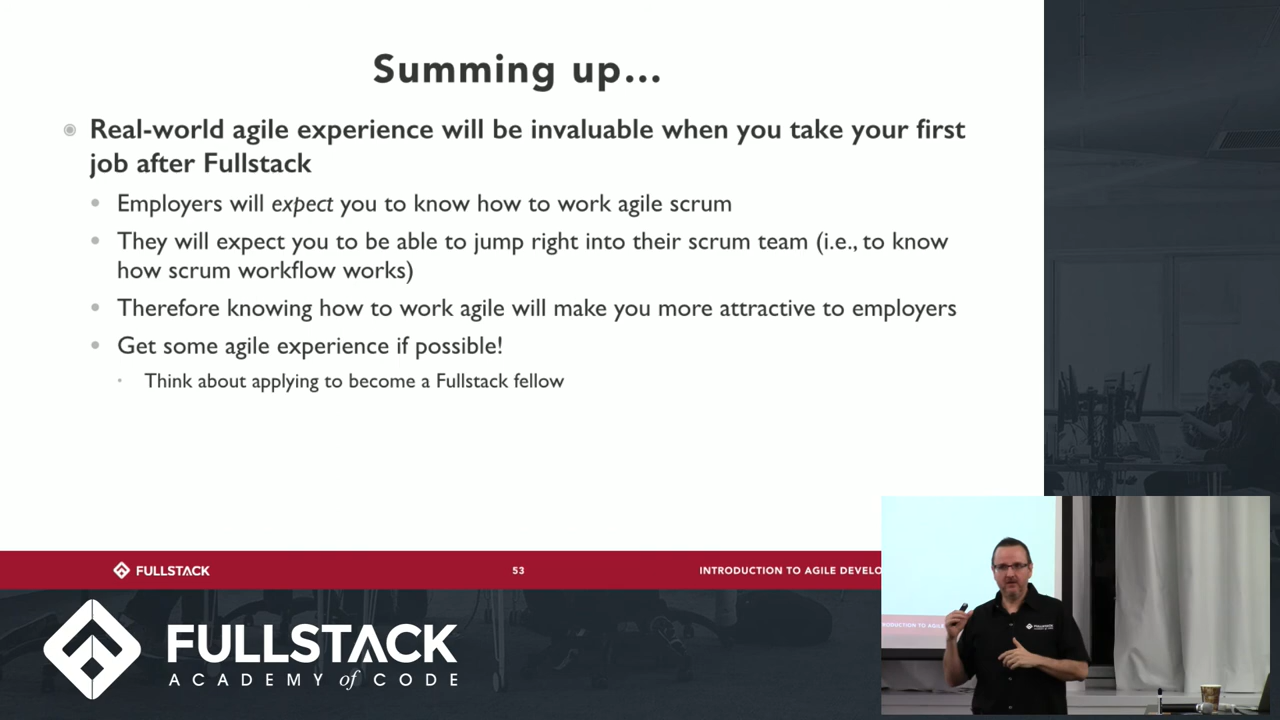 Summing up...
Real-world agile experience will be invaluable when you take your first
job after Fullstack
Employers will expect you to know how to work agile scrum
They will expect you to be able to jump right into their scrum team (i.e., to know
how scrum workflow works)
Therefore knowing how to work agile will make you more attractive to employers
Get some agile experience if possible!
Think about applying to become a Fullstack fellow
FULLSTACK
53
INTRODUCTION TO AGILE DEVELO
FULLSTACK
ACADEMY of CODE